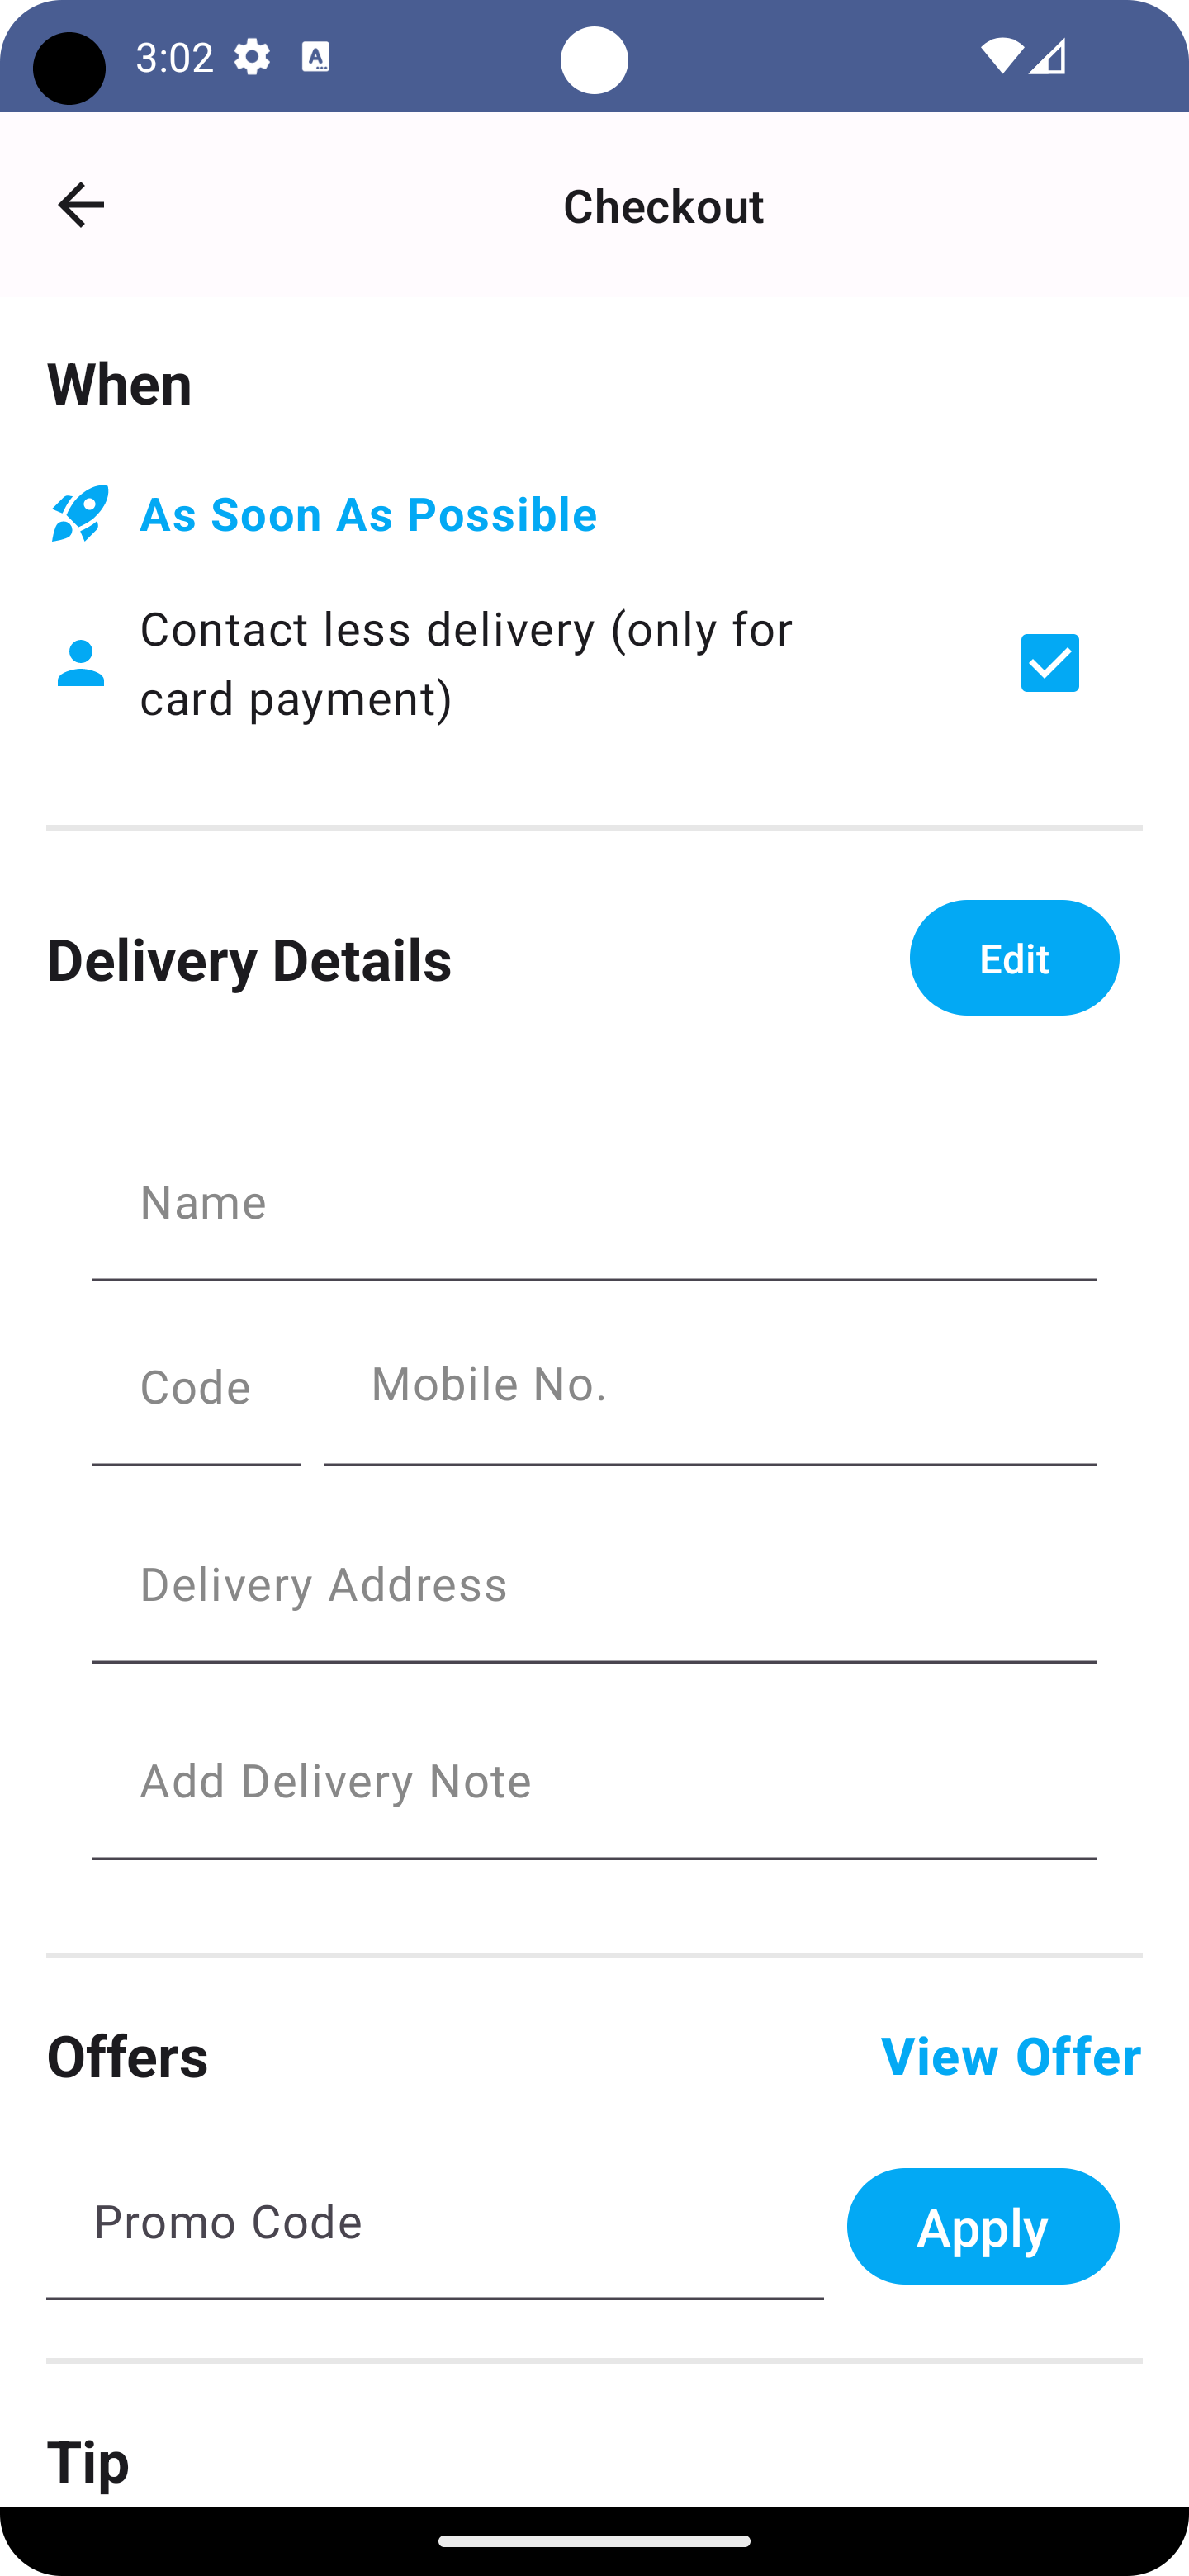 3:02
Checkout
When
As Soon As Possible
Contact less delivery (only for
card payment)
Delivery Details
Edit
Name
Code
Mobile No.
Delivery Address
Add Delivery Note
Offers
View Offer
Promo Code
Apply
Tip